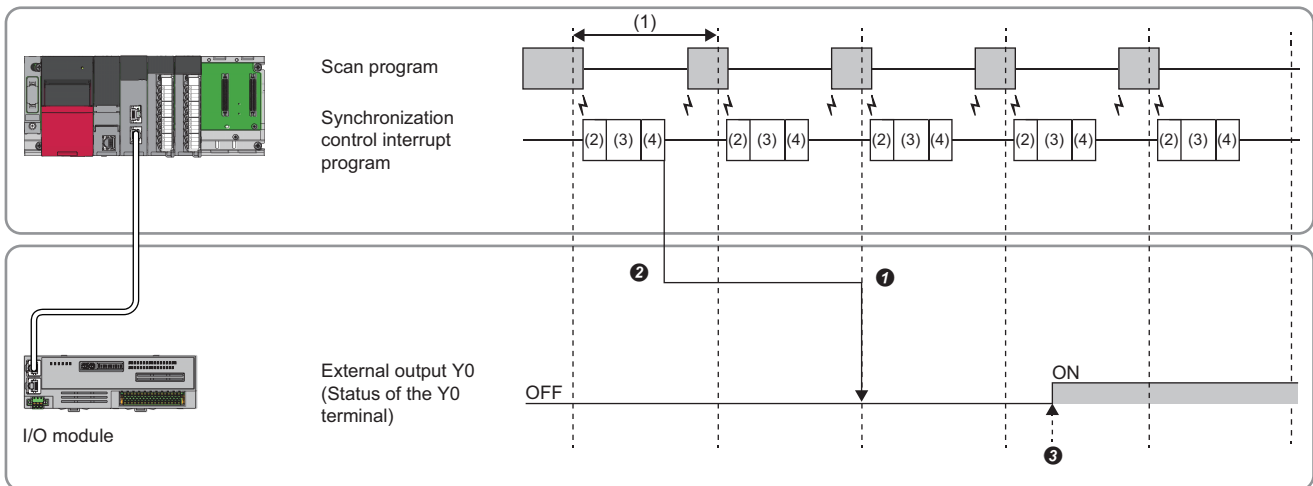 (1)
Scan program
Synchronization
control interrupt
program
(2) (3) (4) (2) (3) (4) (2) (3) (4) (2) (3) (4) (2) (3) (4)
❷ ❶
External output Y0
(Status of the Y0
terminal)
OFF
ON
❸
I/O module